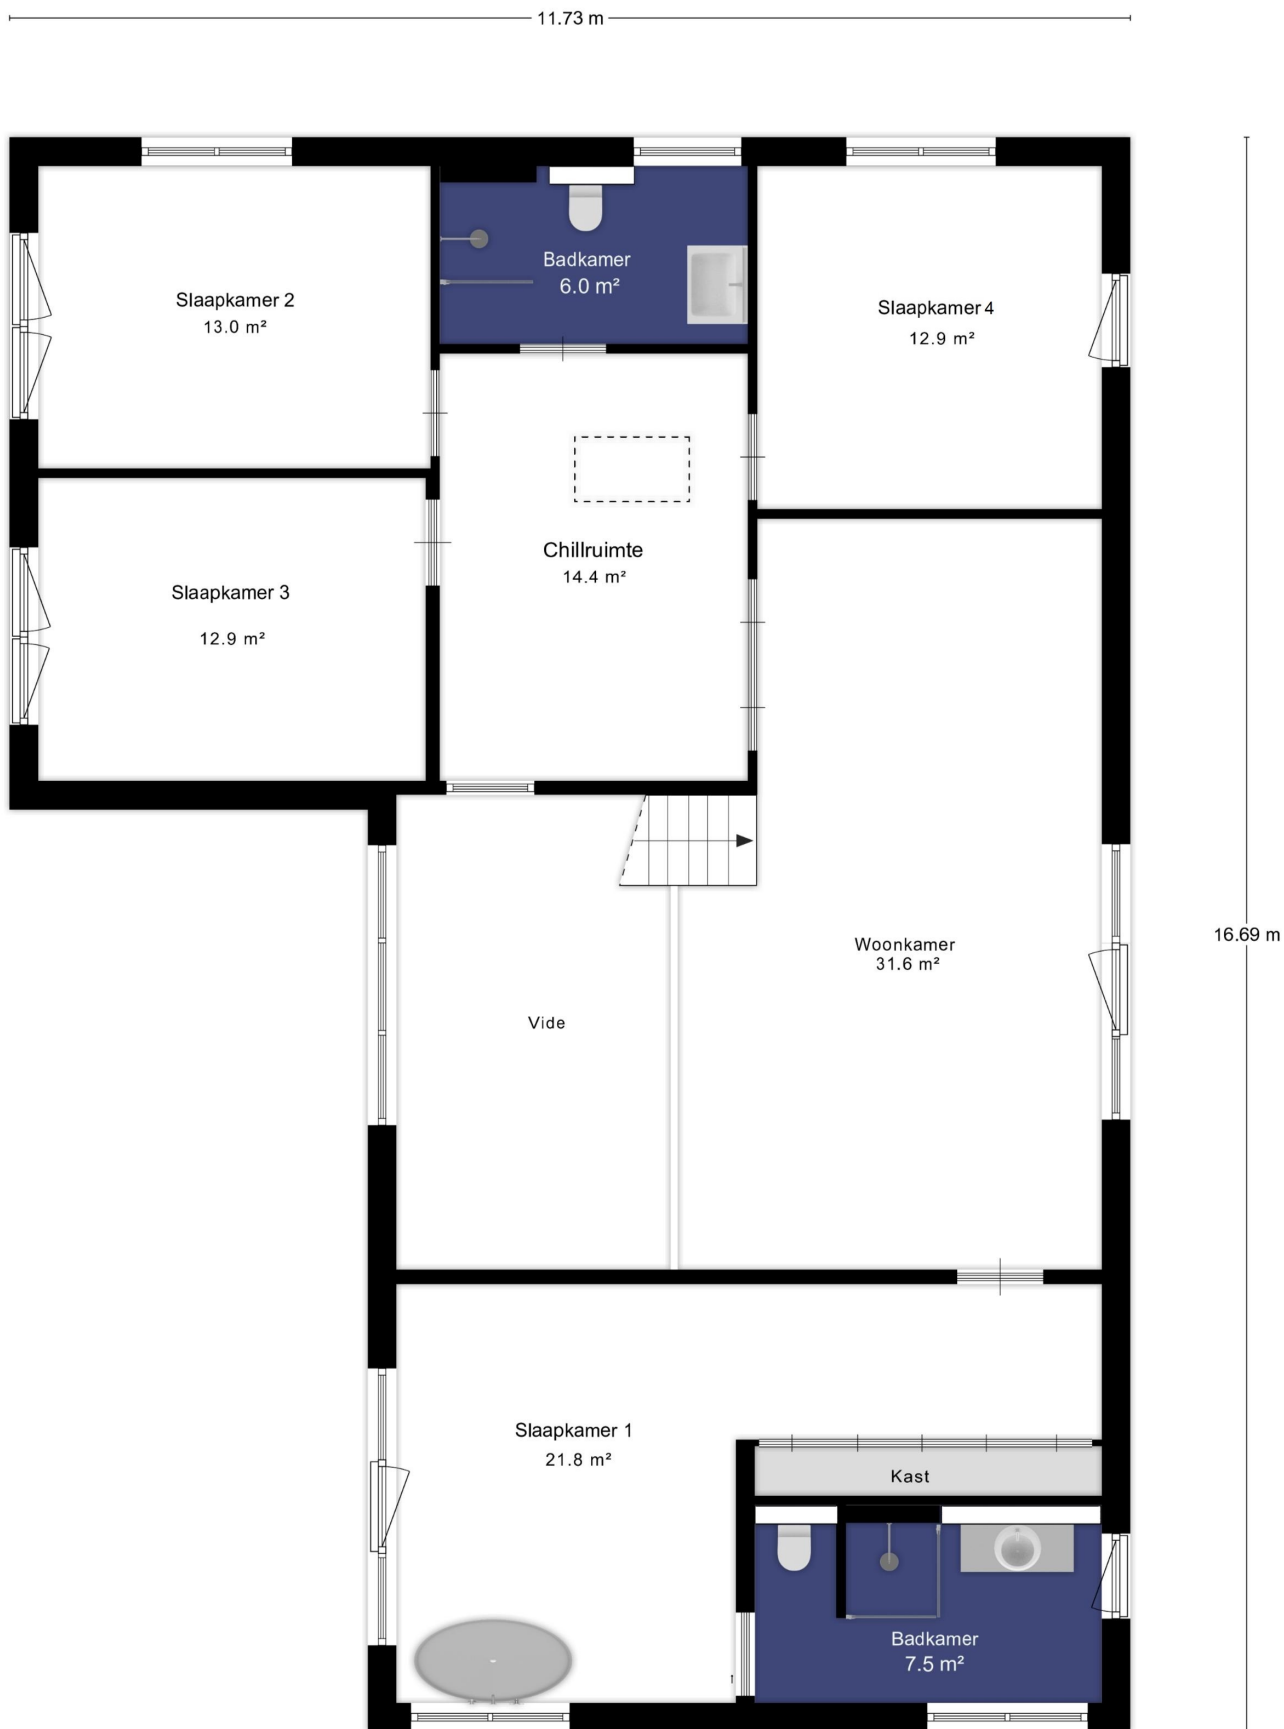 11.73 m
Badkamer
6.0 m²
Slaapkamer 2
13.0 m²
Slaapkamer 4
12.9 m²
Chillruimte
14.4 m²
Slaapkamer 3
12.9 m²
16.69 m
Woonkamer
31.6 m²
Vide
Slaapkamer 1
21.8 m²
Kast
Badkamer
7.5 m²